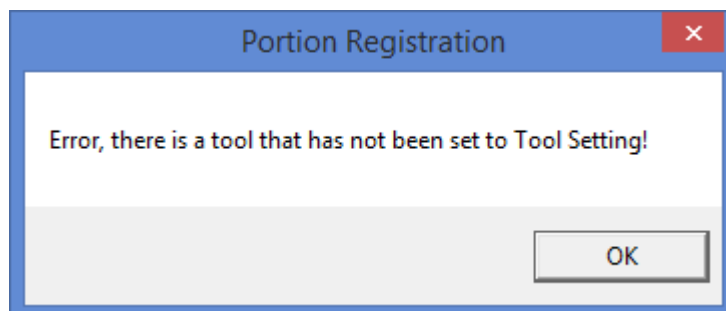 Portion Registration
Error, there is a tool that has not been set to Tool Setting!
OK